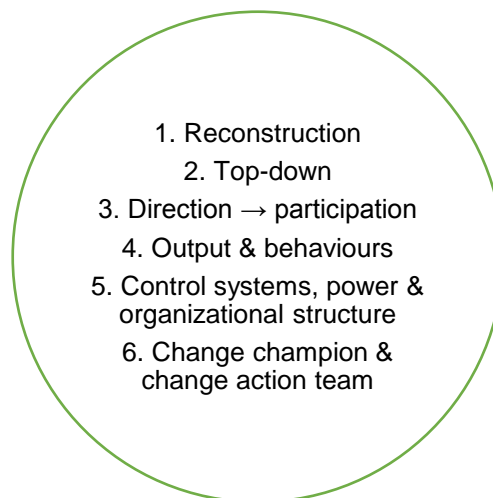 1. Reconstruction
2. Top-down
3. Direction → participation
4. Output & behaviours
5. Control systems, power &
organizational structure
6. Change champion &
change action team